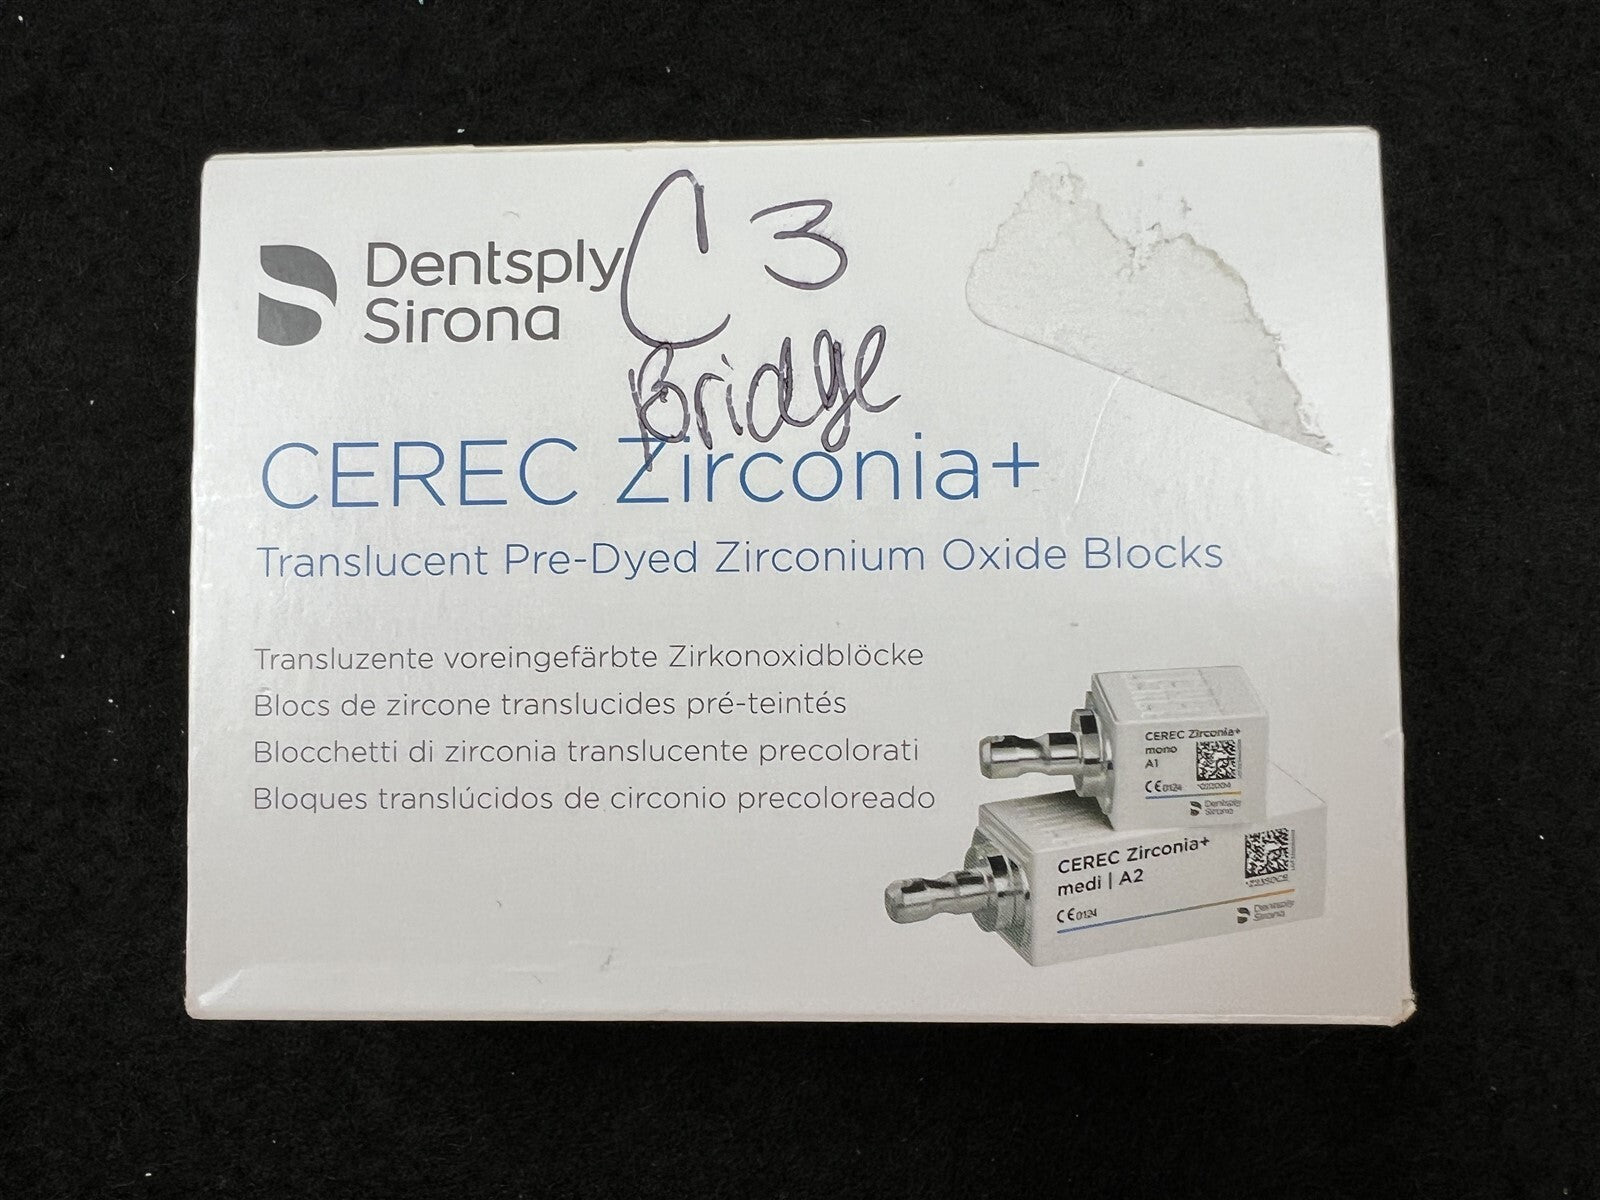 C3
Bridge
Dentsply
Sirona
CEREC Zirconia+
Translucent Pre-Dyed Zirconium Oxide Blocks
Transluzente voreingefärbte Zirkonoxidblöcke
Blocs de zircone translucides pré-teintés
Blocchetti di zirconia translucente precolorati
Bloques translúcidos de circonio precoloreado
CEREC Zirconia+
mono
A1
CE0124
Dentsply
Sirona
CEREC Zirconia+
medi | A2
CE0124
Dentsply
Sirona